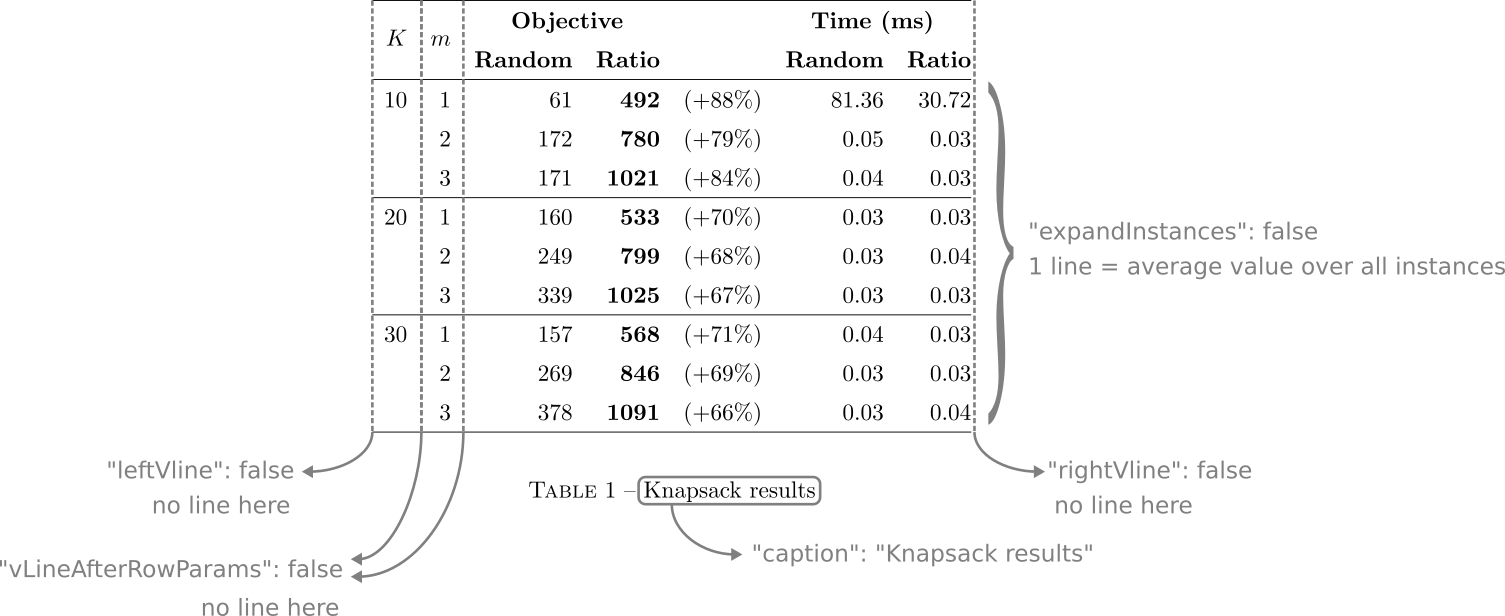 Objective Time (ms)
K m
Random Ratio Random Ratio
10 1 61 492 (+88%) 81.36 30.72
2 172 780 (+79%) 0.05 0.03
3 171 1021 (+84%) 0.04 0.03
20 1 160 533 (+70%) 0.03 0.03
2 249 799 (+68%) 0.03 0.04
3 339 1025 (+67%) 0.03 0.03
30 1 157 568 (+71%) 0.04 0.03
2 269 846 (+69%) 0.03 0.03
3 378 1091 (+66%) 0.03 0.04
"expandInstances": false
1 line = average value over all instances
"leftVline": false
no line here
"rightVline": false
no line here
TABLE 1 – Knapsack results
"caption": "Knapsack results"
"vLineAfterRowParams": false
no line here